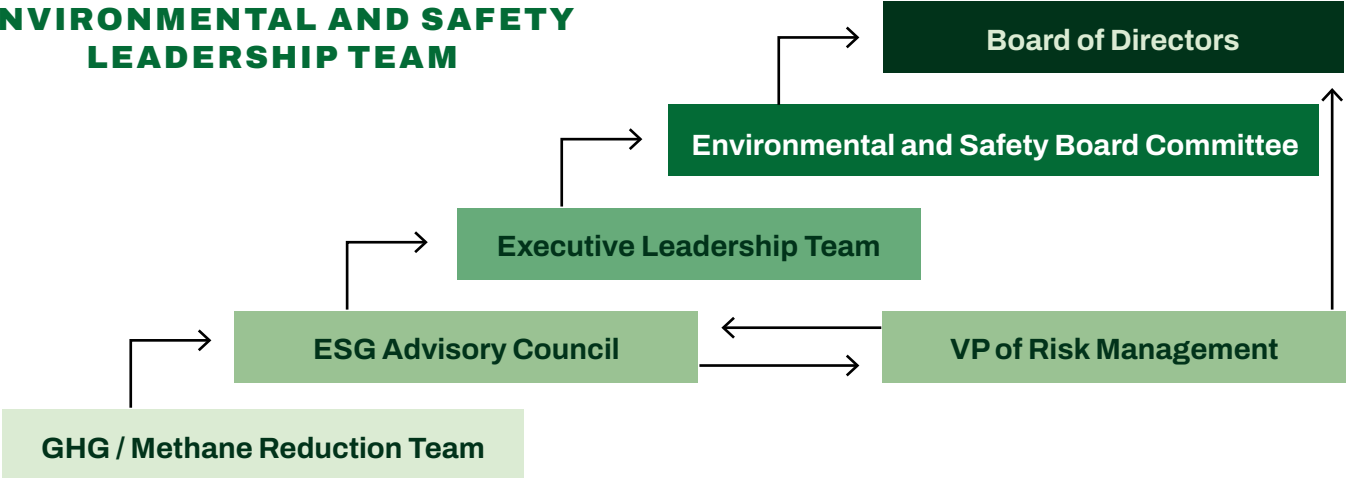 NVIRONMENTAL AND SAFETY
LEADERSHIP TEAM
Board of Directors
Environmental and Safety Board Committee
Executive Leadership Team
ESG Advisory Council
VP of Risk Management
GHG / Methane Reduction Team